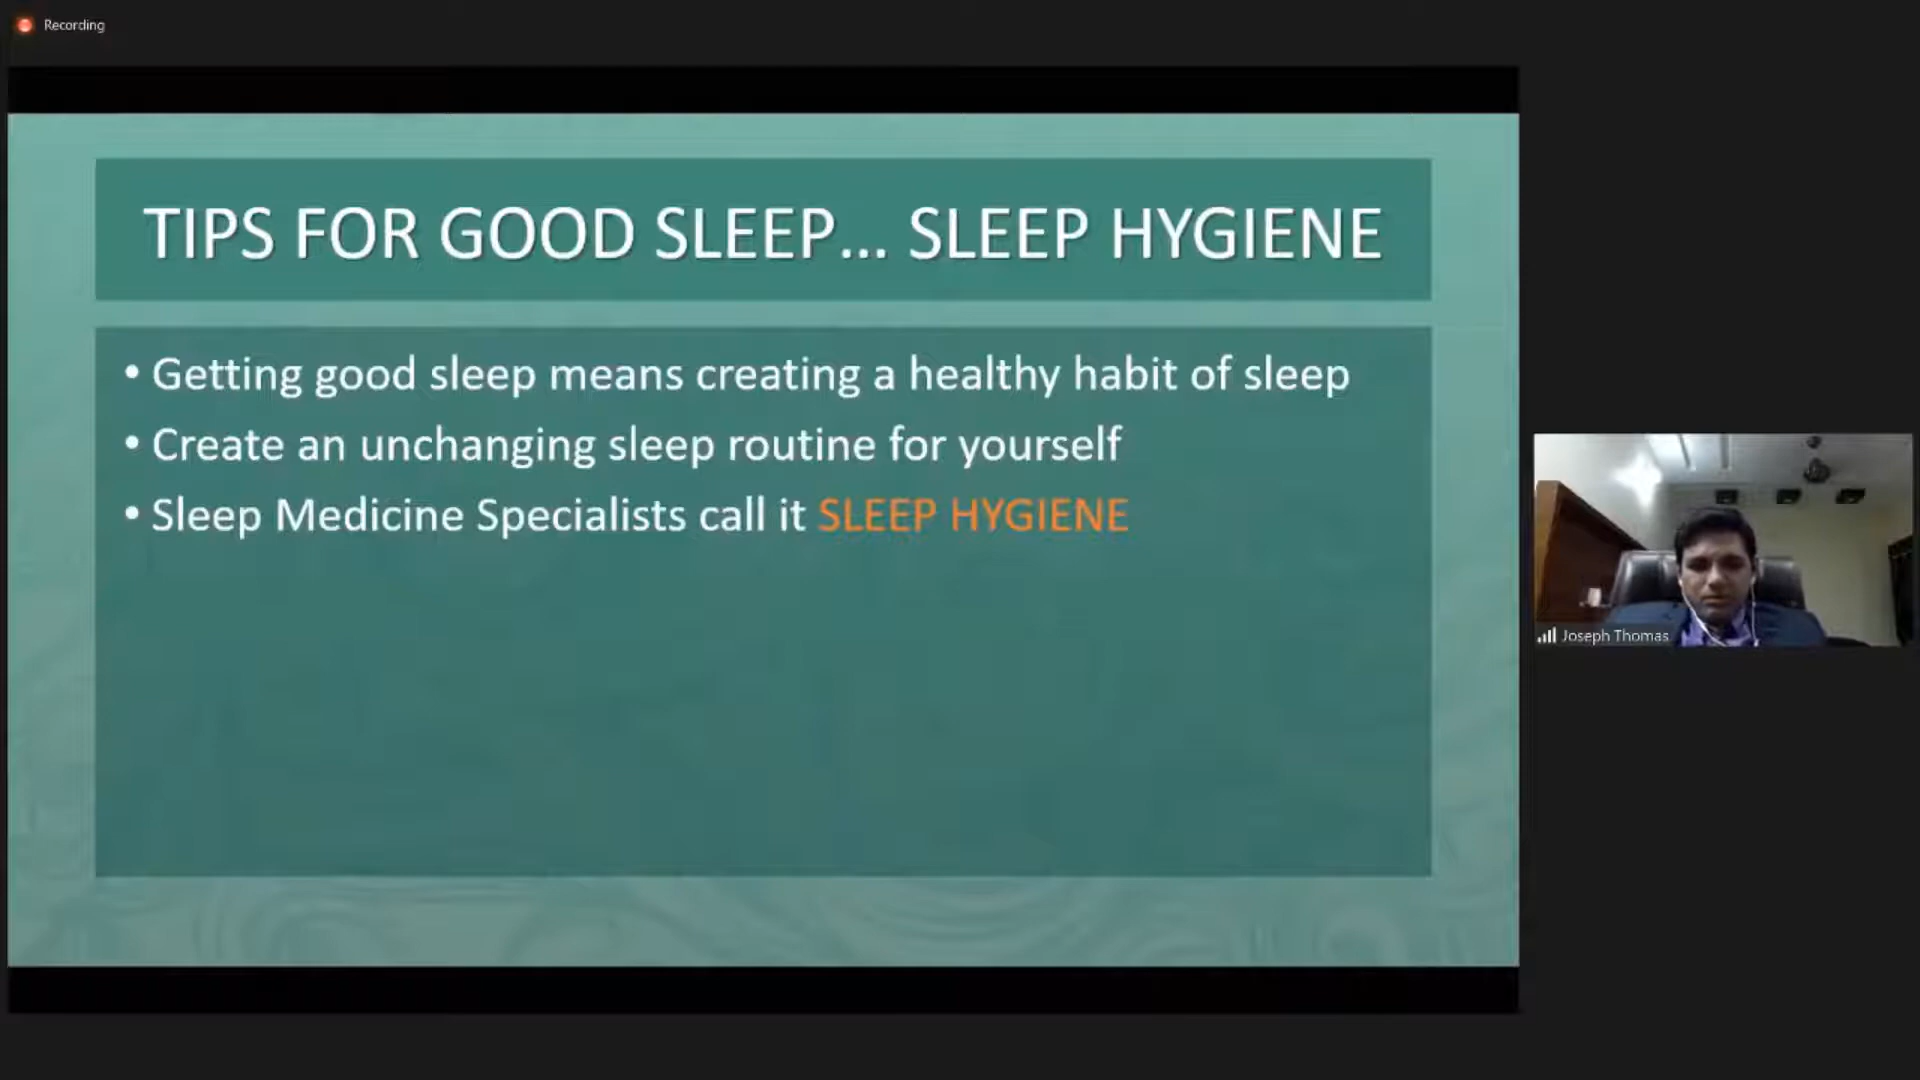 Recording
TIPS FOR GOOD SLEEP... SLEEP HYGIENE
• Getting good sleep means creating a healthy habit of sleep
• Create an unchanging sleep routine for yourself
• Sleep Medicine Specialists call it SLEEP HYGIENE
Joseph Thomas